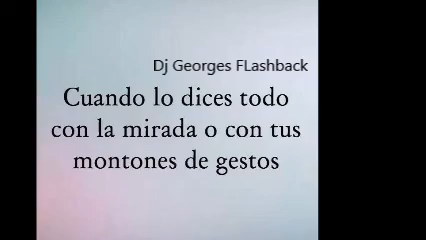 Dj Georges FLashback
Cuando lo dices todo
con la mirada o con tus
montones de gestos